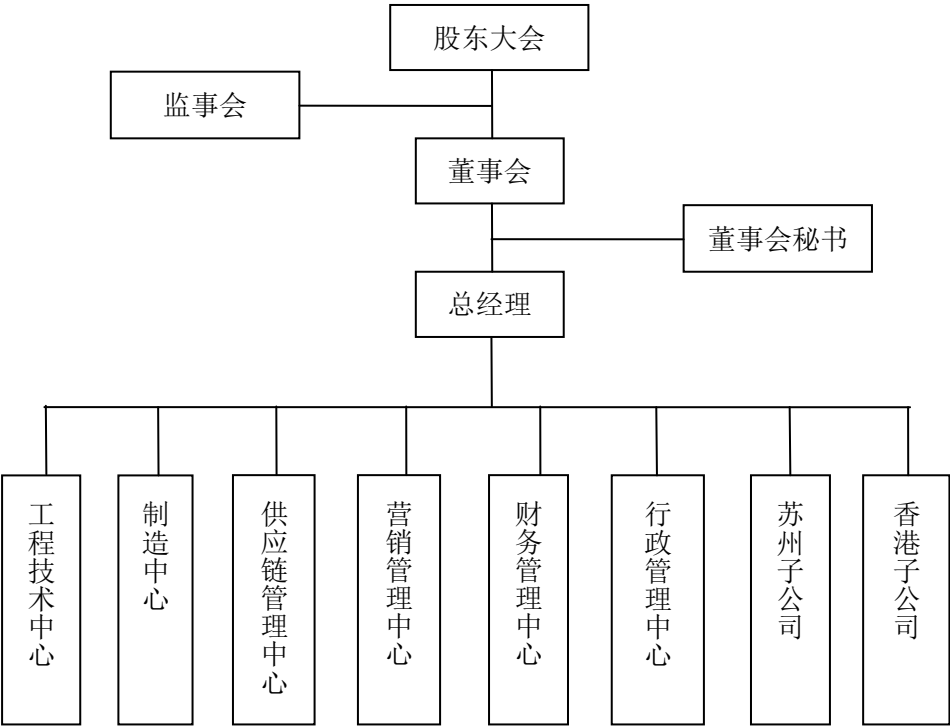 股东大会
监事会
董事会
董事会秘书
总经理
工程技术中心
制造中心
供应链管理中心
营销管理中心
财务管理中心
行政管理中心
苏州子公司
香港子公司